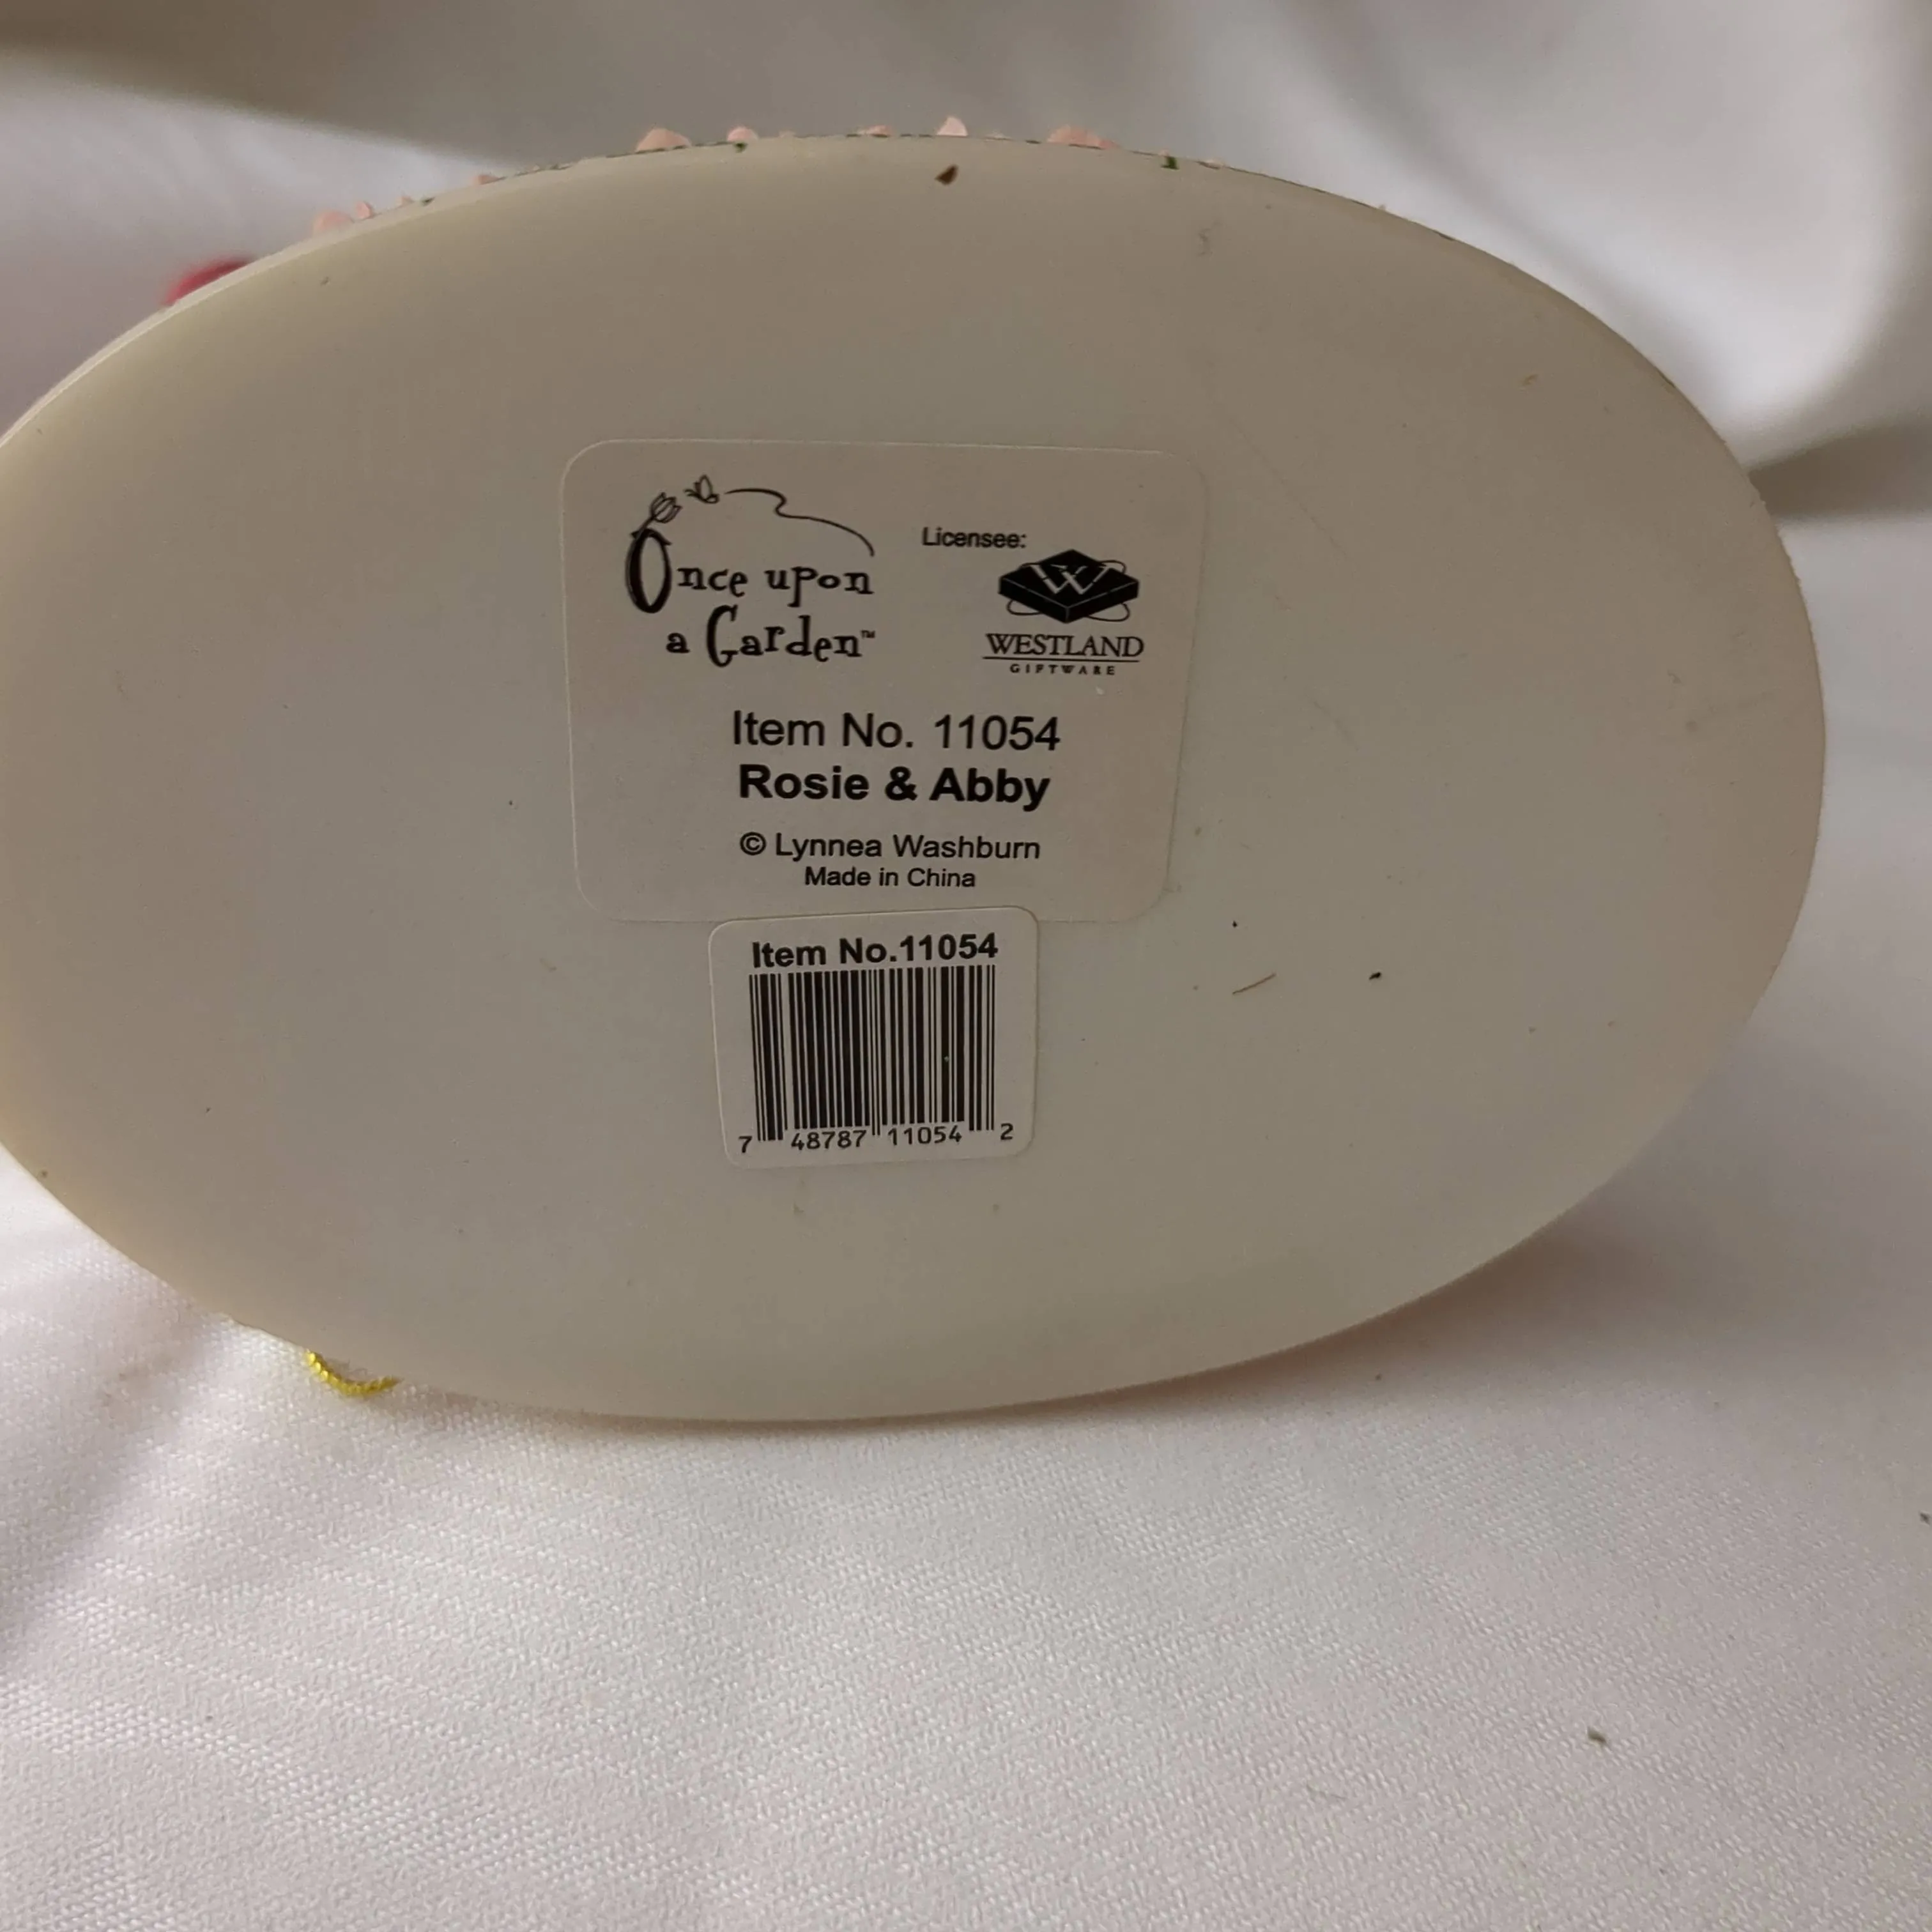 Once upon
a Garden™
Licensee:
W
WESTLAND
GIFTWARE
Item No. 11054
Rosie & Abby
© Lynnea Washburn
Made in China
Item No.11054
7 48787 11054 2